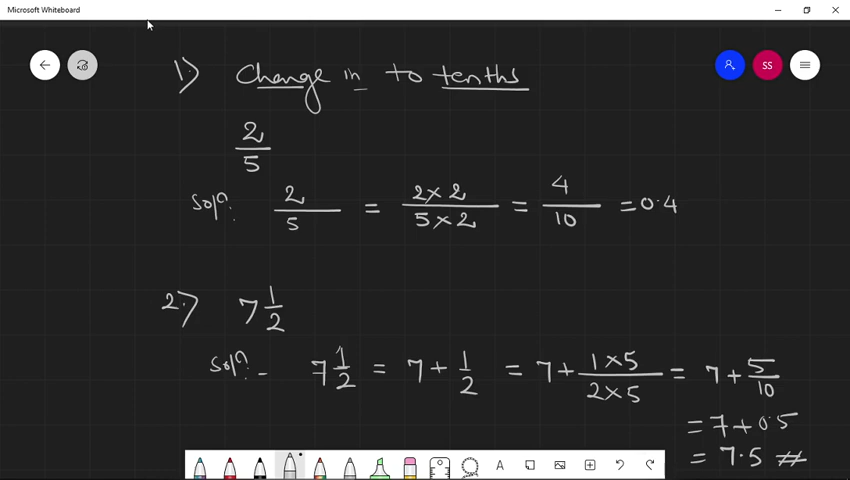 Microsoft Whiteboard
SS
1.) Change in to tenths
2/5
Solⁿ: 2/5 = 2×2/5×2 = 4/10 = 0.4
2.) 7 1/2
Solⁿ:- 7 1/2 = 7 + 1/2 = 7 + 1×5/2×5 = 7 + 5/10
= 7 + 0.5
= 7.5 //
A